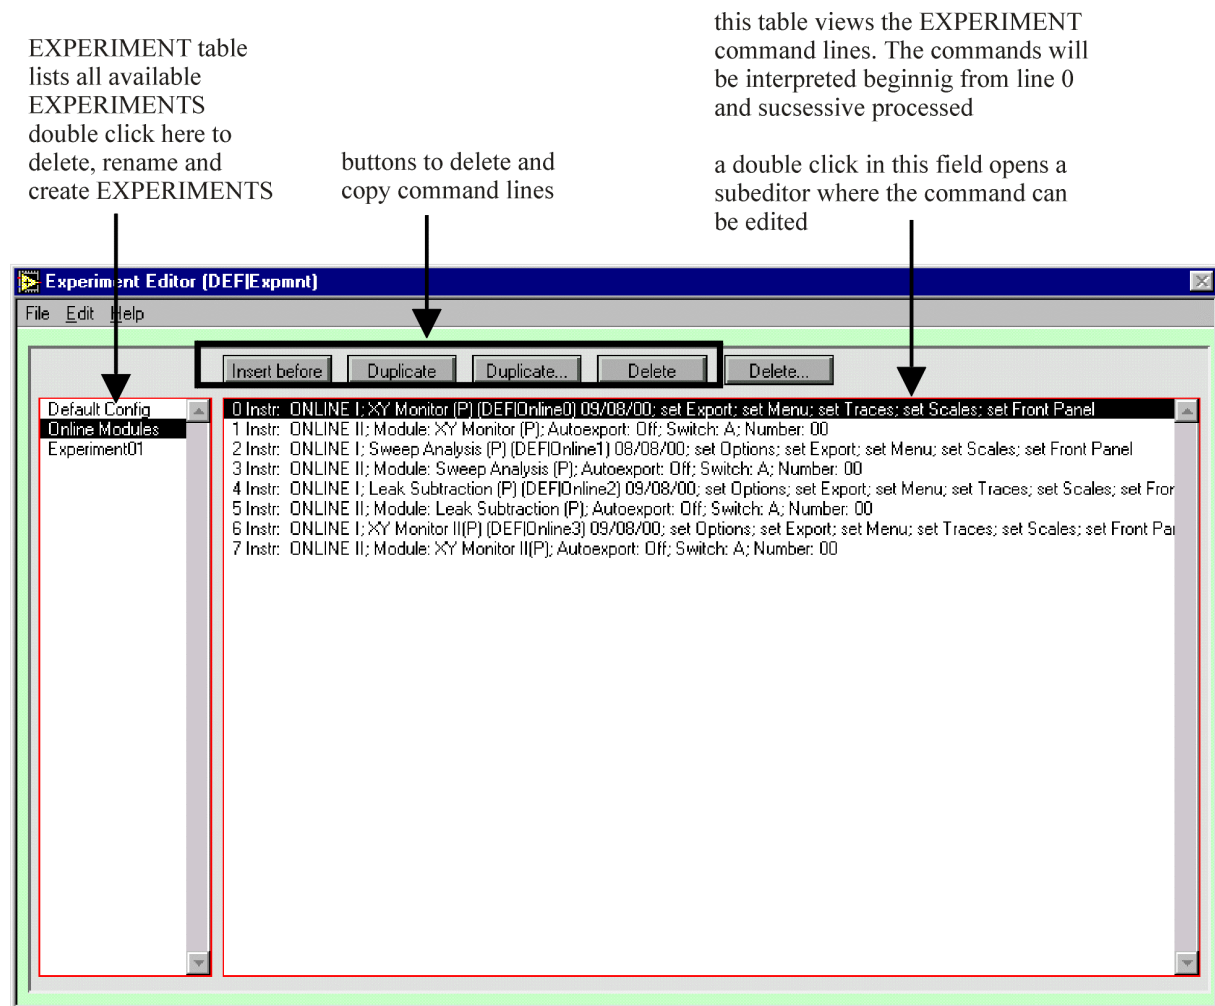 EXPERIMENT table
lists all available
EXPERIMENTS
double click here to
delete, rename and
create EXPERIMENTS
buttons to delete and
copy command lines
this table views the EXPERIMENT
command lines. The commands will
be interpreted beginnig from line 0
and sucsessive processed
a double click in this field opens a
subeditor where the command can
be edited
Experiment Editor (DEF|Expmnt)
File Edit Help
Insert before Duplicate Duplicate... Delete Delete...
Default Config
Online Modules
Experiment01
0 Instr: ONLINE I; XY Monitor (P) (DEF|Online0) 09/08/00; set Export; set Menu; set Traces; set Scales; set Front Panel
1 Instr: ONLINE II; Module: XY Monitor (P); Autoexport: Off; Switch: A; Number: 00
2 Instr: ONLINE I; Sweep Analysis (P) (DEF|Online1) 08/08/00; set Options; set Export; set Menu; set Scales; set Front Panel
3 Instr: ONLINE II; Module: Sweep Analysis (P); Autoexport: Off; Switch: A; Number: 00
4 Instr: ONLINE I; Leak Subtraction (P) (DEF|Online2) 09/08/00; set Options; set Export; set Menu; set Traces; set Scales; set Fror
5 Instr: ONLINE II; Module: Leak Subtraction (P); Autoexport: Off; Switch: A; Number: 00
6 Instr: ONLINE I; XY Monitor II(P) (DEF|Online3) 09/08/00; set Options; set Export; set Menu; set Traces; set Scales; set Front Par
7 Instr: ONLINE II; Module: XY Monitor II(P); Autoexport: Off; Switch: A; Number: 00